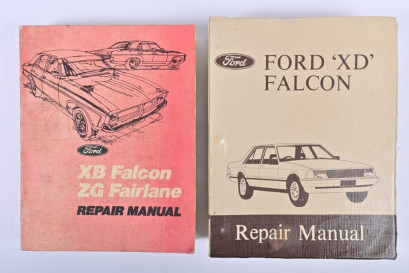 Ford
XB Falcon
ZG Fairlane
REPAIR MANUAL
Ford
FORD 'XD'
FALCON
Repair Manual